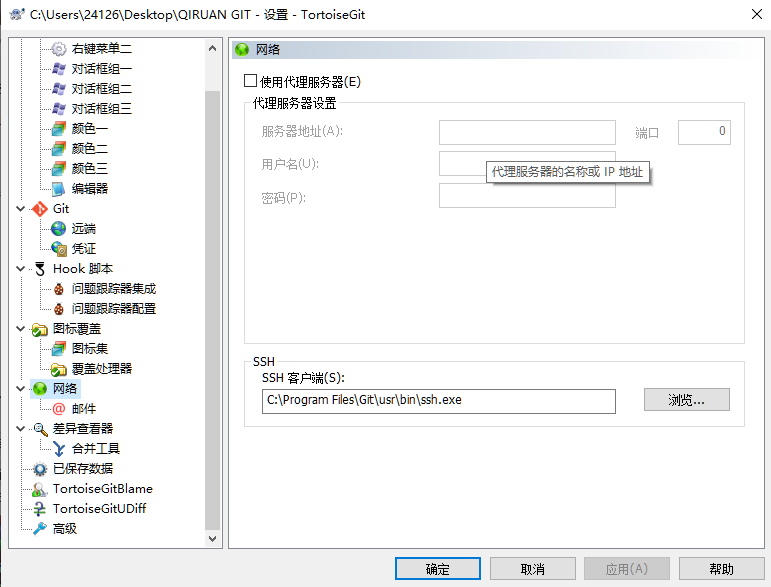 C:\Users\24126\Desktop\QIRUAN GIT - 设置 - TortoiseGit
右键菜单二
对话框组一
对话框组二
对话框组三
颜色一
颜色二
颜色三
编辑器
Git
远端
凭证
Hook 脚本
问题跟踪器集成
问题跟踪器配置
图标覆盖
图标集
覆盖处理器
网络
邮件
差异查看器
合并工具
已保存数据
TortoiseGitBlame
TortoiseGitUDiff
高级
网络
使用代理服务器(E)
代理服务器设置
服务器地址(A):
端口
0
用户名(U):
代理服务器的名称或 IP 地址
密码(P):
SSH
SSH 客户端(S):
C:\Program Files\Git\usr\bin\ssh.exe
浏览...
确定
取消
应用(A)
帮助